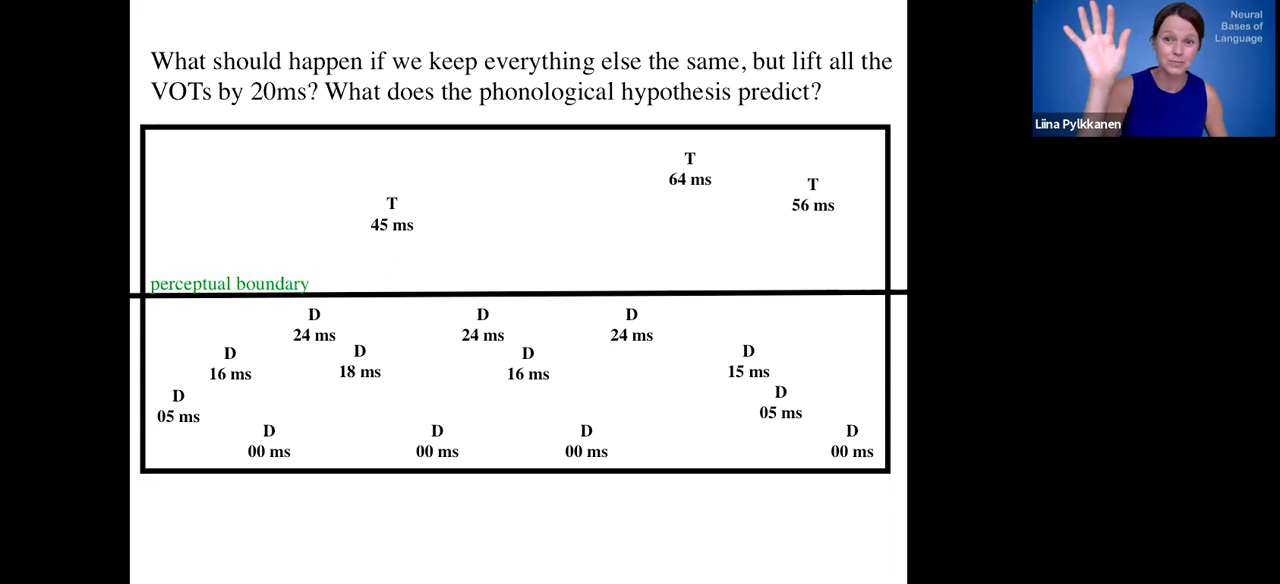 What should happen if we keep everything else the same, but lift all the
VOTs by 20ms? What does the phonological hypothesis predict?
T
64 ms
T
56 ms
T
45 ms
perceptual boundary
D
24 ms
D
24 ms
D
24 ms
D
16 ms
D
18 ms
D
16 ms
D
15 ms
D
05 ms
D
05 ms
D
00 ms
D
00 ms
D
00 ms
D
00 ms
Neural
Bases of
Language
Liina Pylkkanen